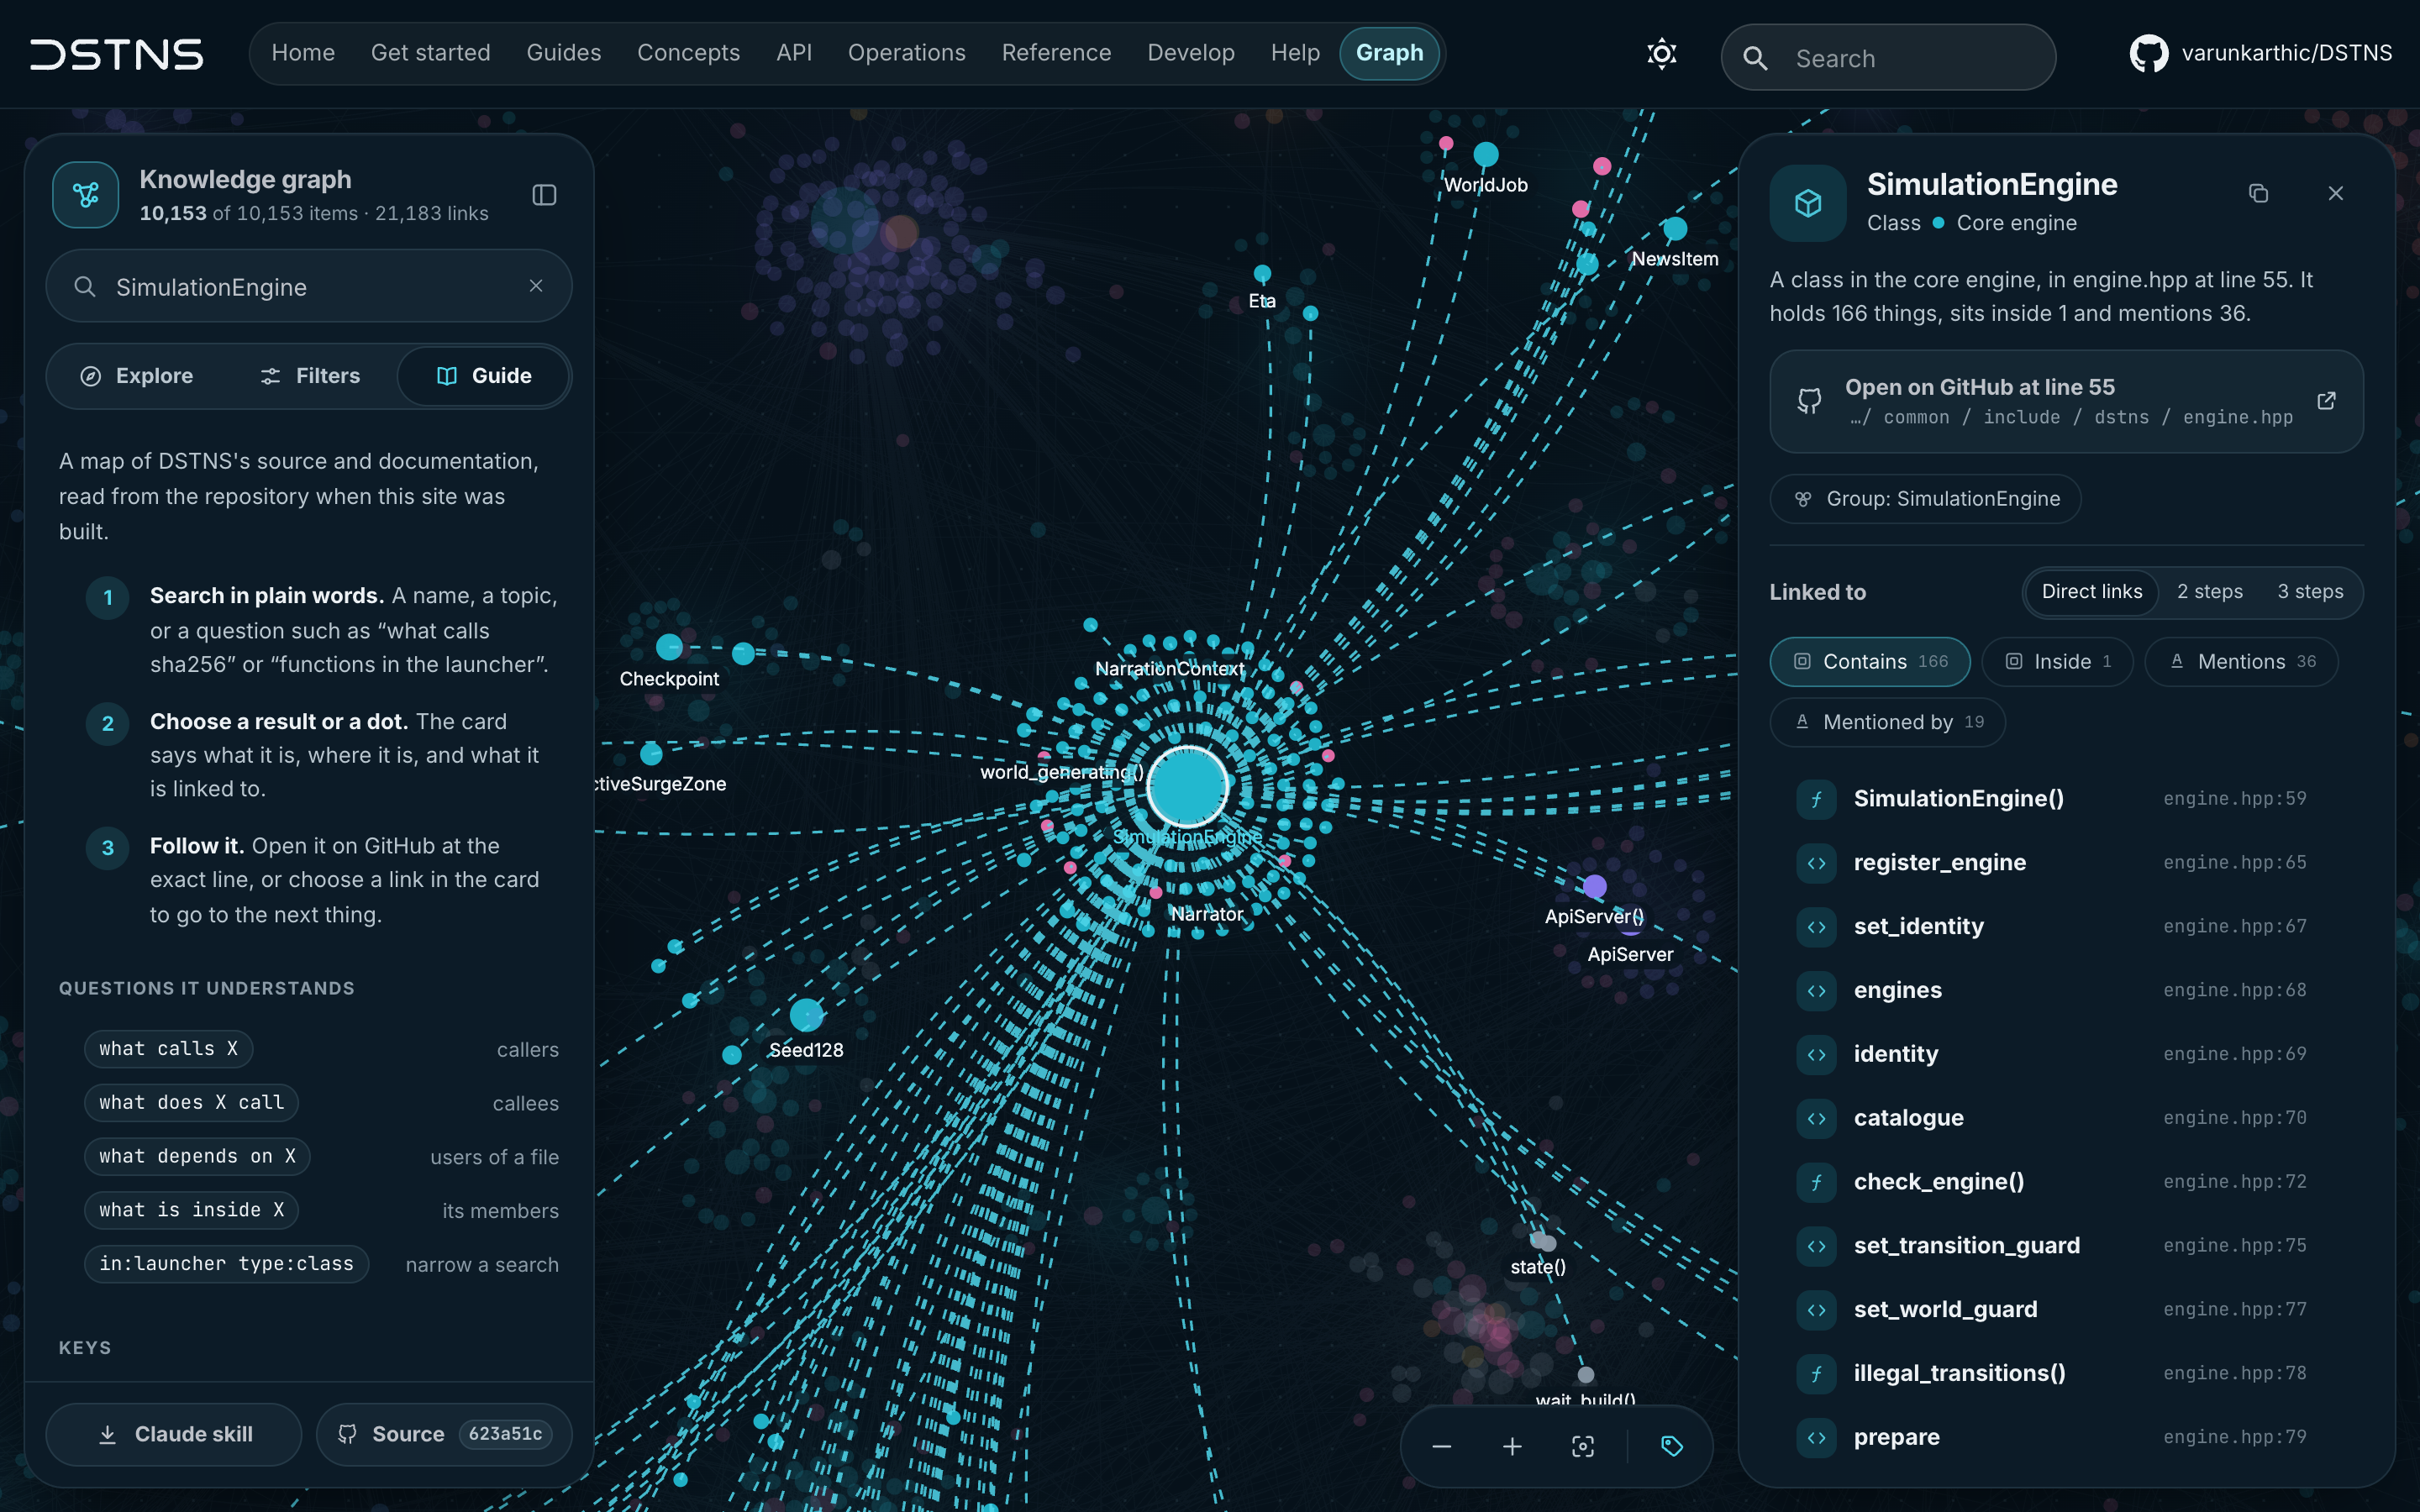 DSTNS
Home
Get started
Guides
Concepts
API
Operations
Reference
Develop
Help
Graph
Search
varunkarthic/DSTNS
Knowledge graph
10,153 of 10,153 items · 21,183 links
SimulationEngine
Explore
Filters
Guide
A map of DSTNS's source and documentation,
read from the repository when this site was
built.
1
Search in plain words. A name, a topic,
or a question such as “what calls
sha256” or “functions in the launcher”.
2
Choose a result or a dot. The card
says what it is, where it is, and what it
is linked to.
3
Follow it. Open it on GitHub at the
exact line, or choose a link in the card
to go to the next thing.
QUESTIONS IT UNDERSTANDS
what calls X callers
what does X call callees
what depends on X users of a file
what is inside X its members
in:launcher type:class narrow a search
KEYS
Claude skill
Source 623a51c
WorldJob
NewsItem
Eta
Checkpoint
NarrationContext
ctiveSurgeZone
world_generating()
SimulationEngine
Narrator
ApiServer()
ApiServer
Seed128
state()
wait_build()
SimulationEngine
Class Core engine
A class in the core engine, in engine.hpp at line 55. It
holds 166 things, sits inside 1 and mentions 36.
Open on GitHub at line 55
…/ common / include / dstns / engine.hpp
Group: SimulationEngine
Linked to
Direct links
2 steps
3 steps
Contains 166
Inside 1
Mentions 36
Mentioned by 19
SimulationEngine() engine.hpp:59
register_engine engine.hpp:65
set_identity engine.hpp:67
engines engine.hpp:68
identity engine.hpp:69
catalogue engine.hpp:70
check_engine() engine.hpp:72
set_transition_guard engine.hpp:75
set_world_guard engine.hpp:77
illegal_transitions() engine.hpp:78
prepare engine.hpp:79